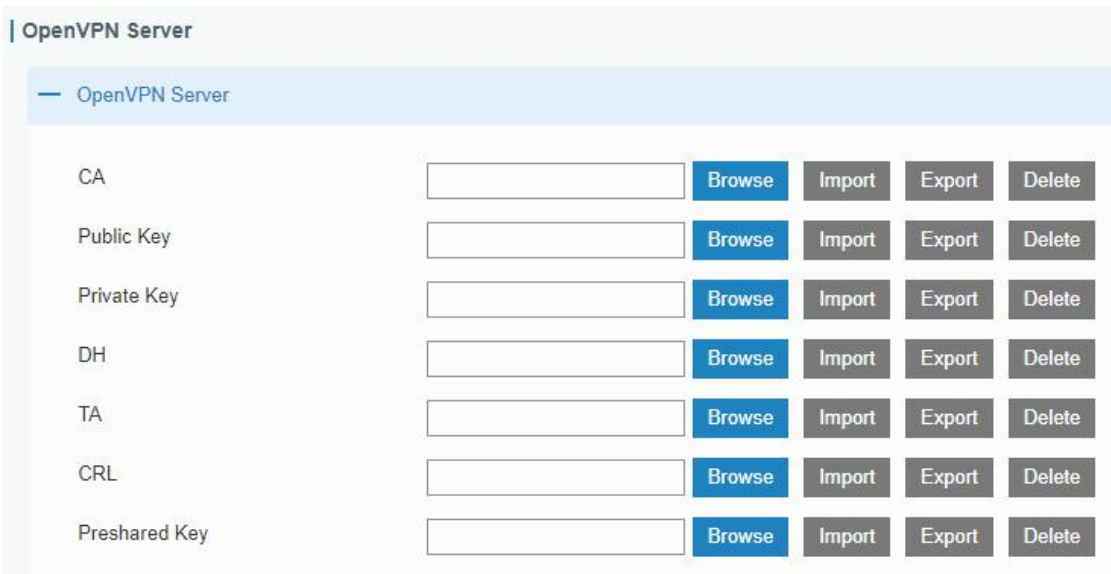 OpenVPN Server
OpenVPN Server
CA Browse Import Export Delete
Public Key Browse Import Export Delete
Private Key Browse Import Export Delete
DH Browse Import Export Delete
TA Browse Import Export Delete
CRL Browse Import Export Delete
Preshared Key Browse Import Export Delete